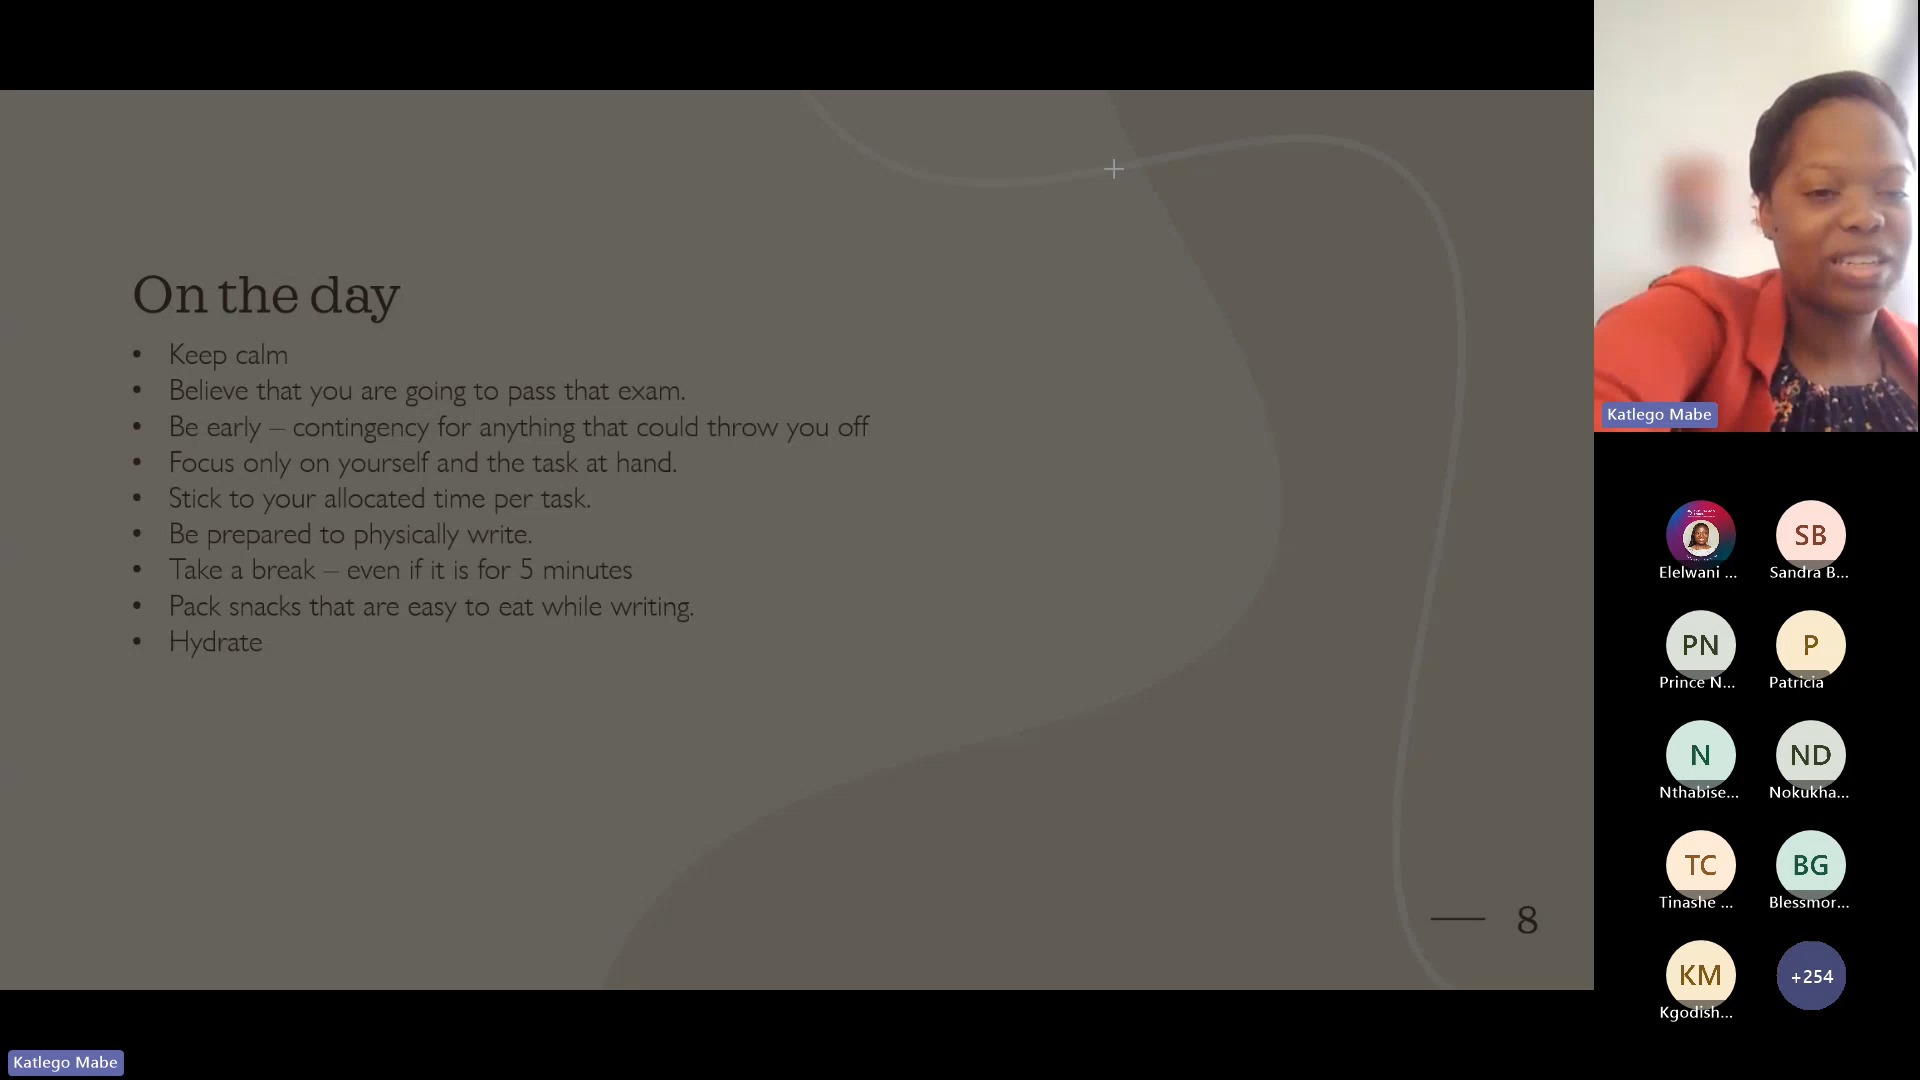 On the day
• Keep calm
• Believe that you are going to pass that exam.
• Be early – contingency for anything that could throw you off
• Focus only on yourself and the task at hand.
• Stick to your allocated time per task.
• Be prepared to physically write.
• Take a break – even if it is for 5 minutes
• Pack snacks that are easy to eat while writing.
• Hydrate
8
Katlego Mabe
Katlego Mabe
Elelwani ...
SB
Sandra B...
PN
Prince N...
P
Patricia
N
Nthabise...
ND
Nokukha...
TC
Tinashe ...
BG
Blessmor...
KM
Kgodish...
+254